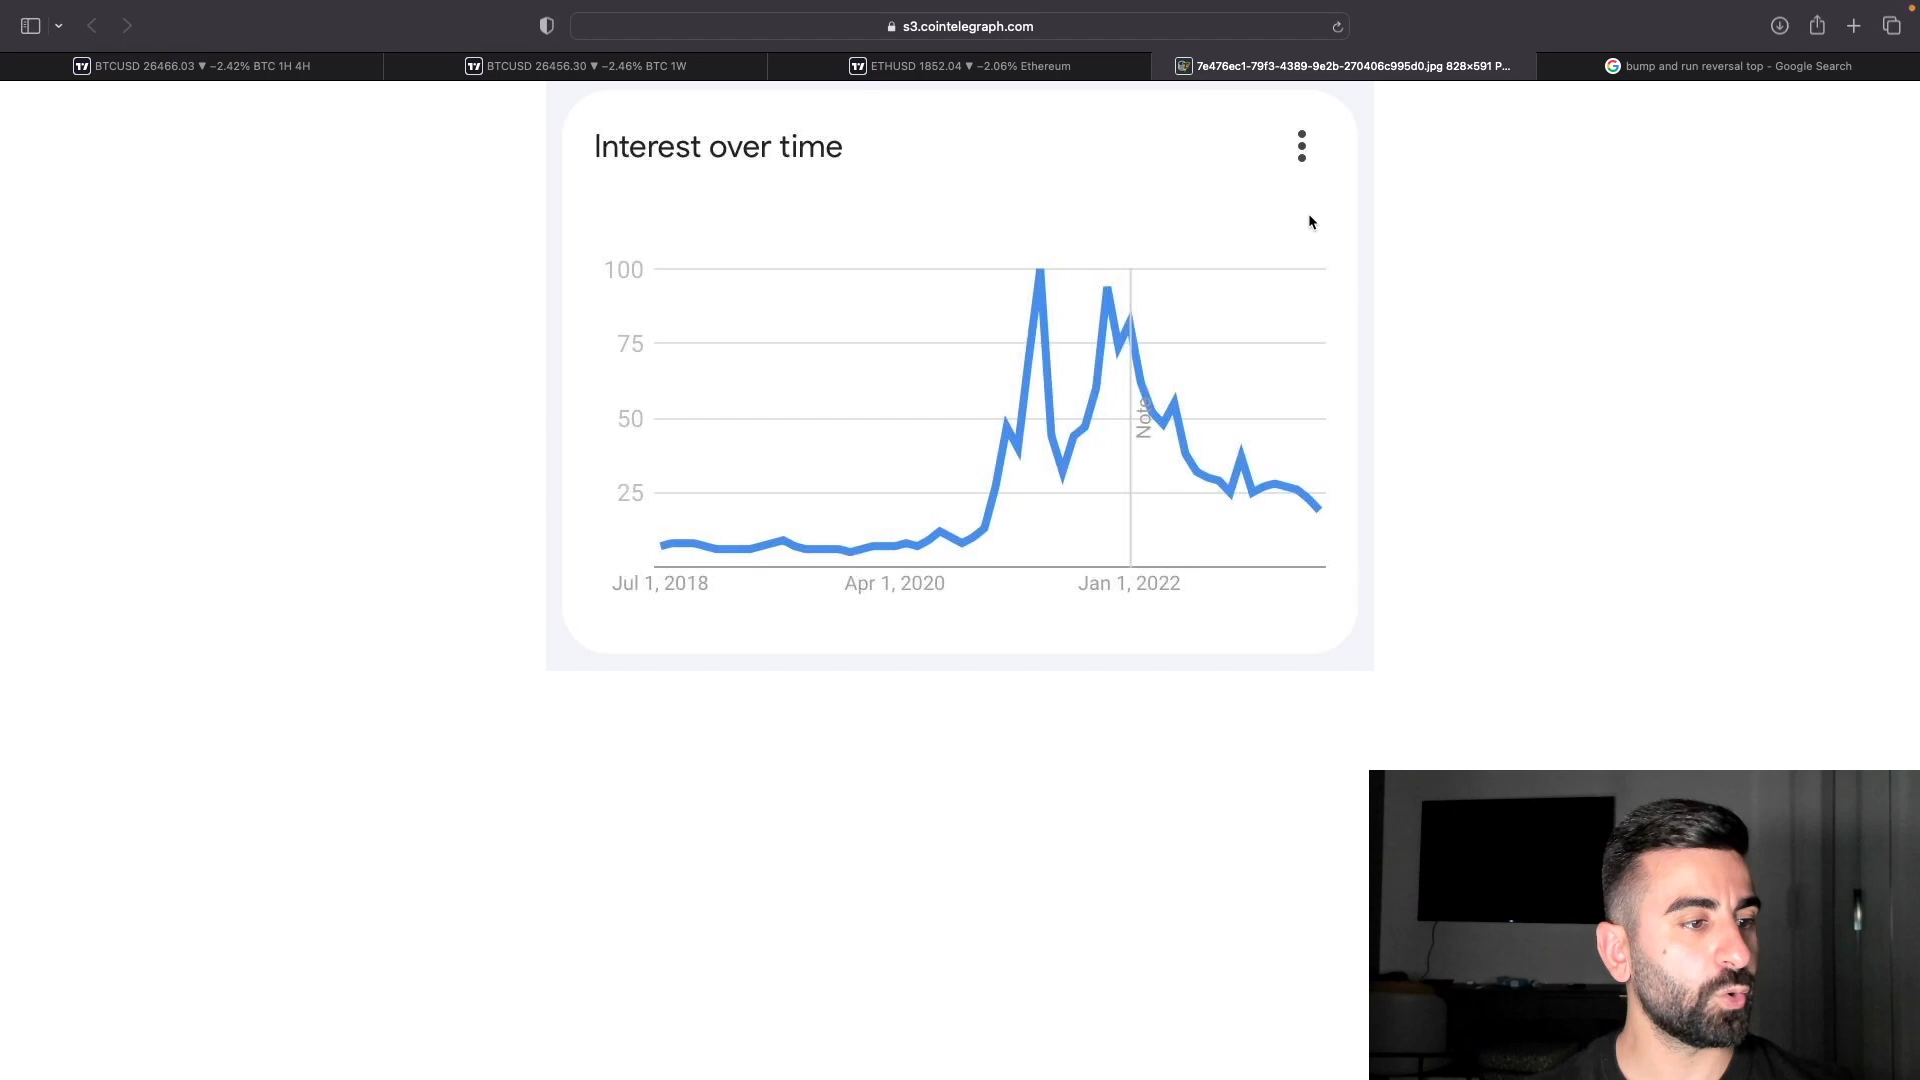 s3.cointelegraph.com
BTCUSD 26466.03 ▼ −2.42% BTC 1H 4H
BTCUSD 26456.30 ▼ −2.46% BTC 1W
ETHUSD 1852.04 ▼ −2.06% Ethereum
7e476ec1-79f3-4389-9e2b-270406c995d0.jpg 828×591 P...
bump and run reversal top - Google Search
Interest over time
100
75
50
25
Note
Jul 1, 2018
Apr 1, 2020
Jan 1, 2022